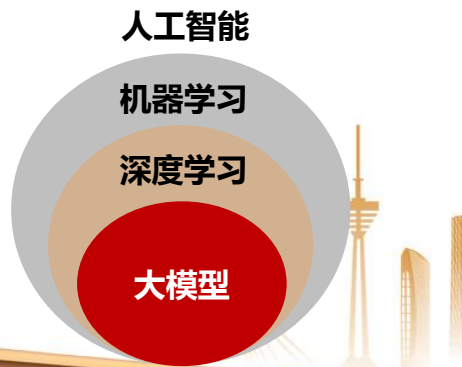 人工智能
机器学习
深度学习
大模型